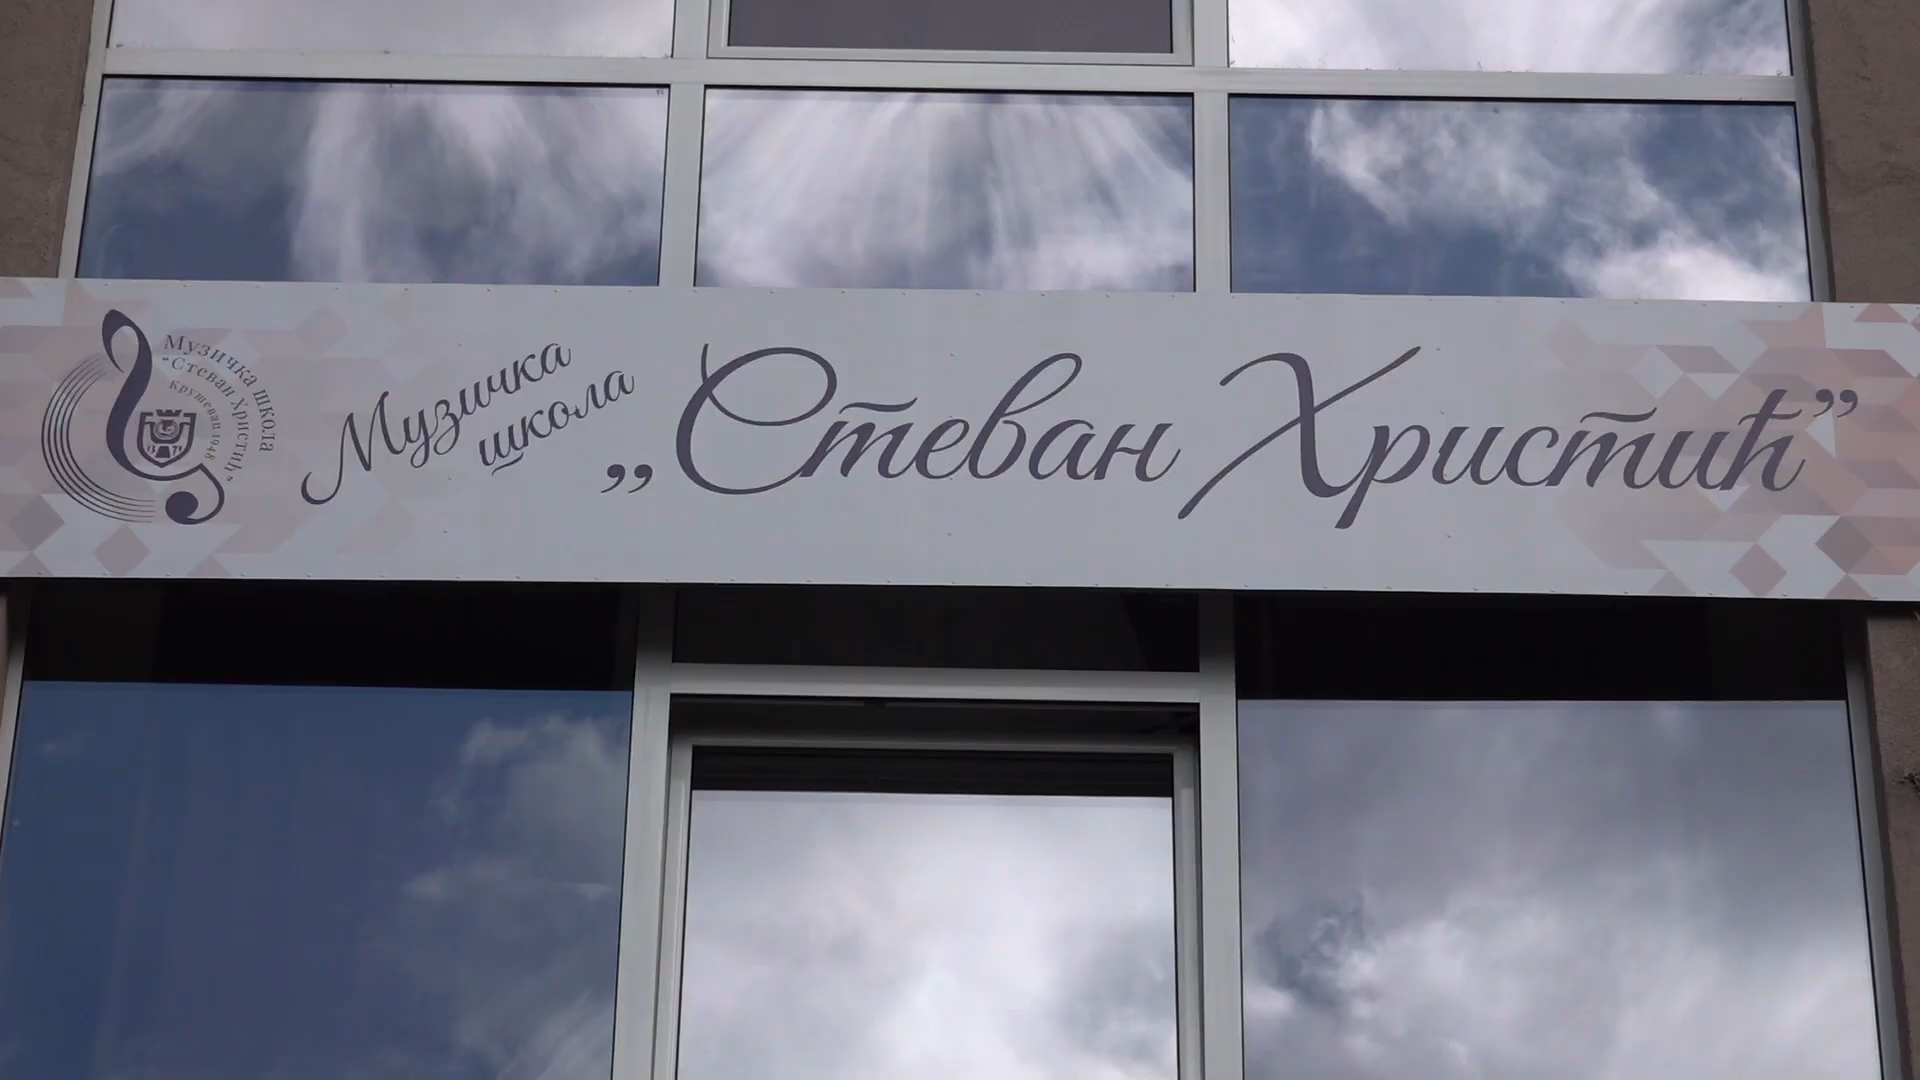 Музичка школа
"Стеван Христић"
Крушевац 1948
Музичка
школа
„Стеван Христић”